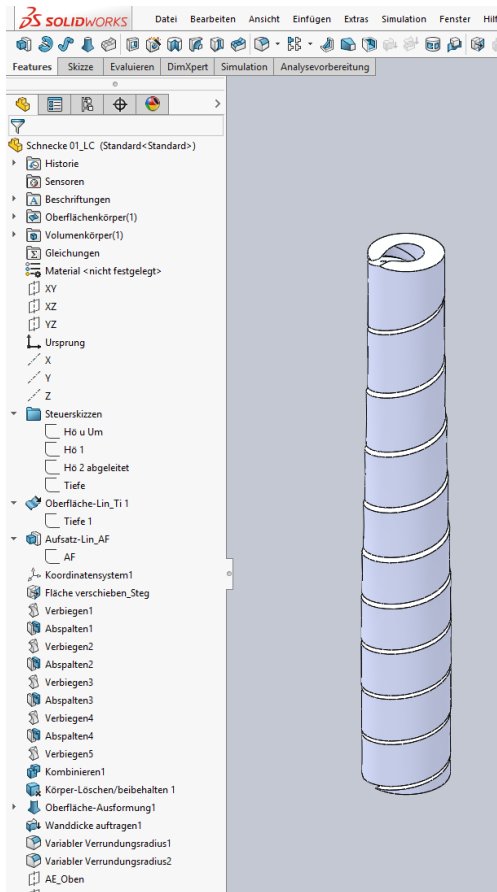 SOLIDWORKS
Datei Bearbeiten Ansicht Einfügen Extras Simulation Fenster Hilf
Features Skizze Evaluieren DimXpert Simulation Analysevorbereitung
Schnecke 01_LC (Standard<Standard>)
Historie
Sensoren
Beschriftungen
Oberflächenkörper(1)
Volumenkörper(1)
Gleichungen
Material <nicht festgelegt>
XY
XZ
YZ
Ursprung
X
Y
Z
Steuerskizzen
Hö u Um
Hö 1
Hö 2 abgeleitet
Tiefe
Oberfläche-Lin_Ti 1
Tiefe 1
Aufsatz-Lin_AF
AF
Koordinatensystem1
Fläche verschieben_Steg
Verbiegen1
Abspalten1
Verbiegen2
Abspalten2
Verbiegen3
Abspalten3
Verbiegen4
Abspalten4
Verbiegen5
Kombinieren1
Körper-Löschen/beibehalten 1
Oberfläche-Ausformung1
Wanddicke auftragen1
Variabler Verrundungsradius1
Variabler Verrundungsradius2
AE_Oben